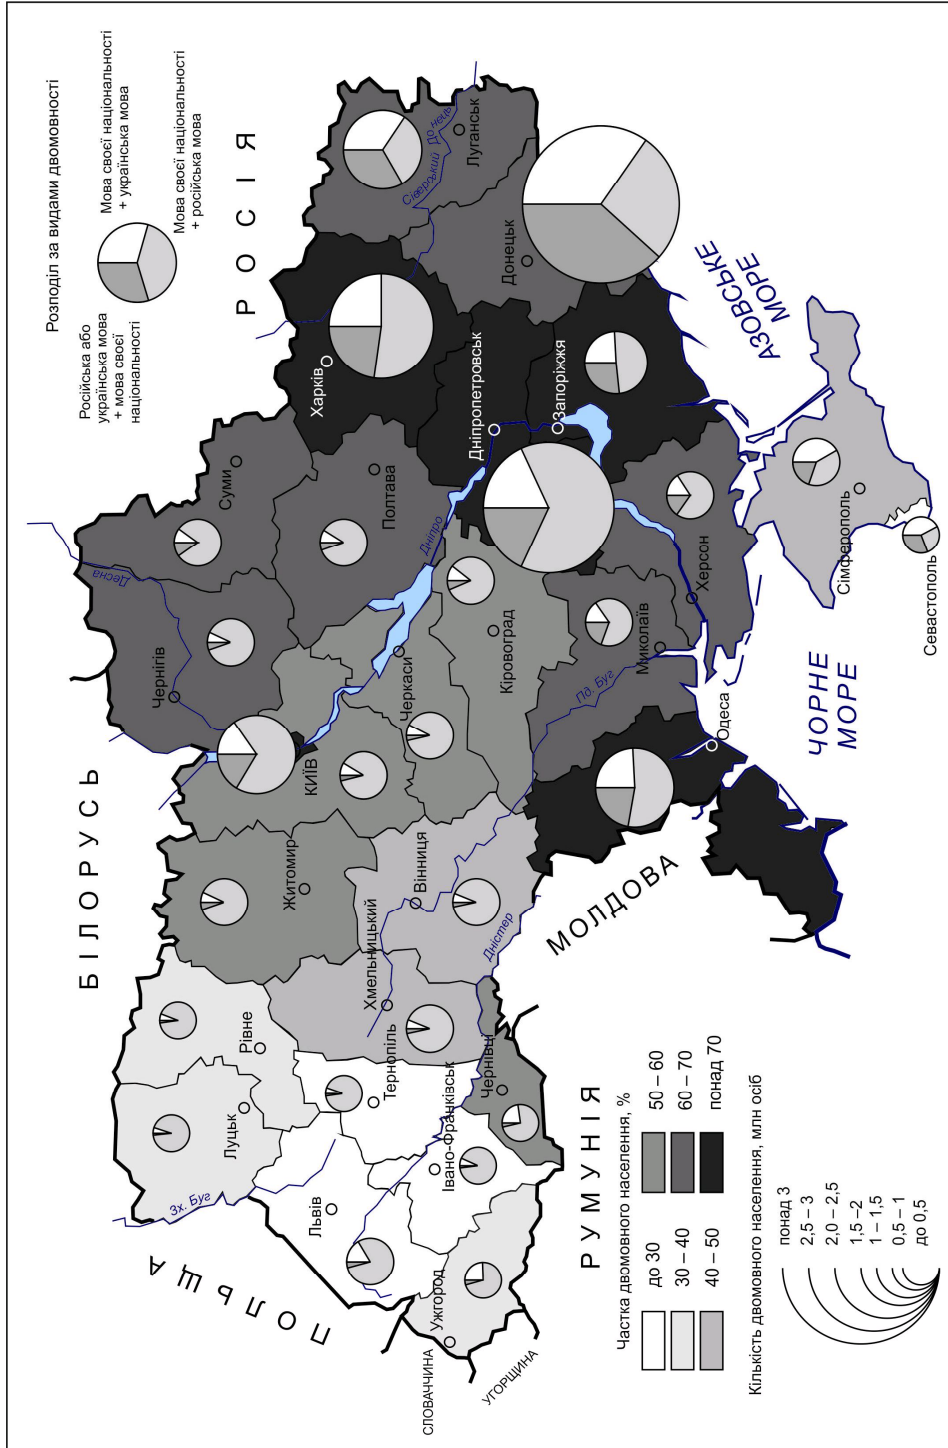 Розподіл за видами двомовності
Російська або
українська мова
+ мова своєї
національності
Мова своєї національності
+ українська мова
Мова своєї національності
+ російська мова
БІЛОРУСЬ
РОСІЯ
ПОЛЬЩА
СЛОВАЧЧИНА
УГОРЩИНА
РУМУНІЯ
МОЛДОВА
ЧОРНЕ
МОРЕ
АЗОВСЬКЕ
МОРЕ
Зх. Буг
Десна
Дніпро
Сіверський Донець
Дністер
Пд. Буг
Луцьк
Рівне
Житомир
КИЇВ
Чернігів
Суми
Львів
Тернопіль
Хмельницький
Вінниця
Черкаси
Полтава
Харків
Луганськ
Ужгород
Івано-Франківськ
Чернівці
Кіровоград
Дніпропетровськ
Донецьк
Запоріжжя
Одеса
Миколаїв
Херсон
Сімферополь
Севастополь
Частка двомовного населення, %
до 30
30 – 40
40 – 50
50 – 60
60 – 70
понад 70
Кількість двомовного населення, млн осіб
понад 3
2,5 – 3
2,0 – 2,5
1,5 –2
1 – 1,5
0,5 – 1
до 0,5